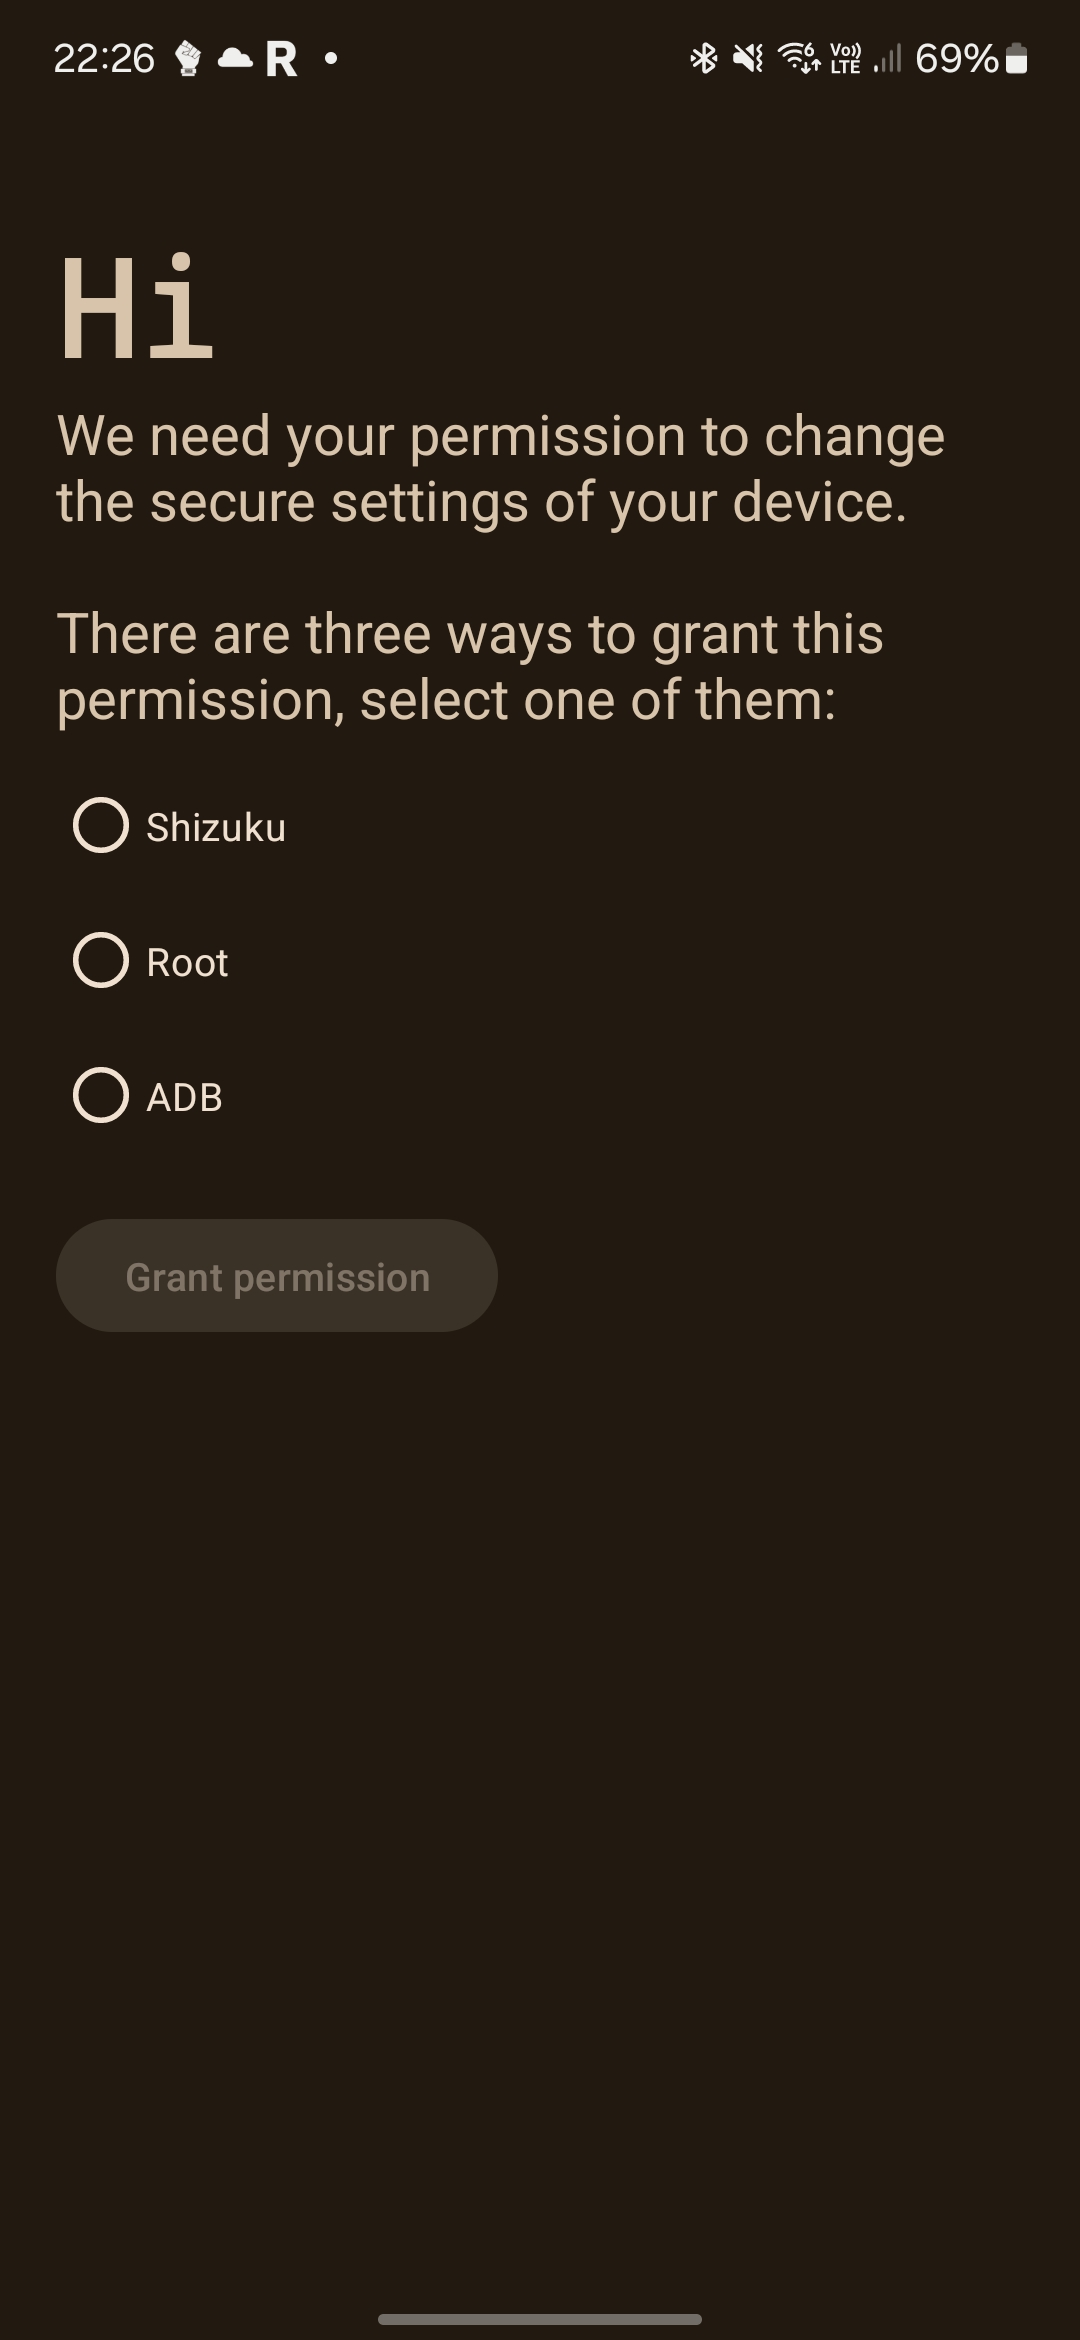 22:26 R • 6 Vo)) LTE 69%
Hi
We need your permission to change
the secure settings of your device.
There are three ways to grant this
permission, select one of them:
Shizuku
Root
ADB
Grant permission